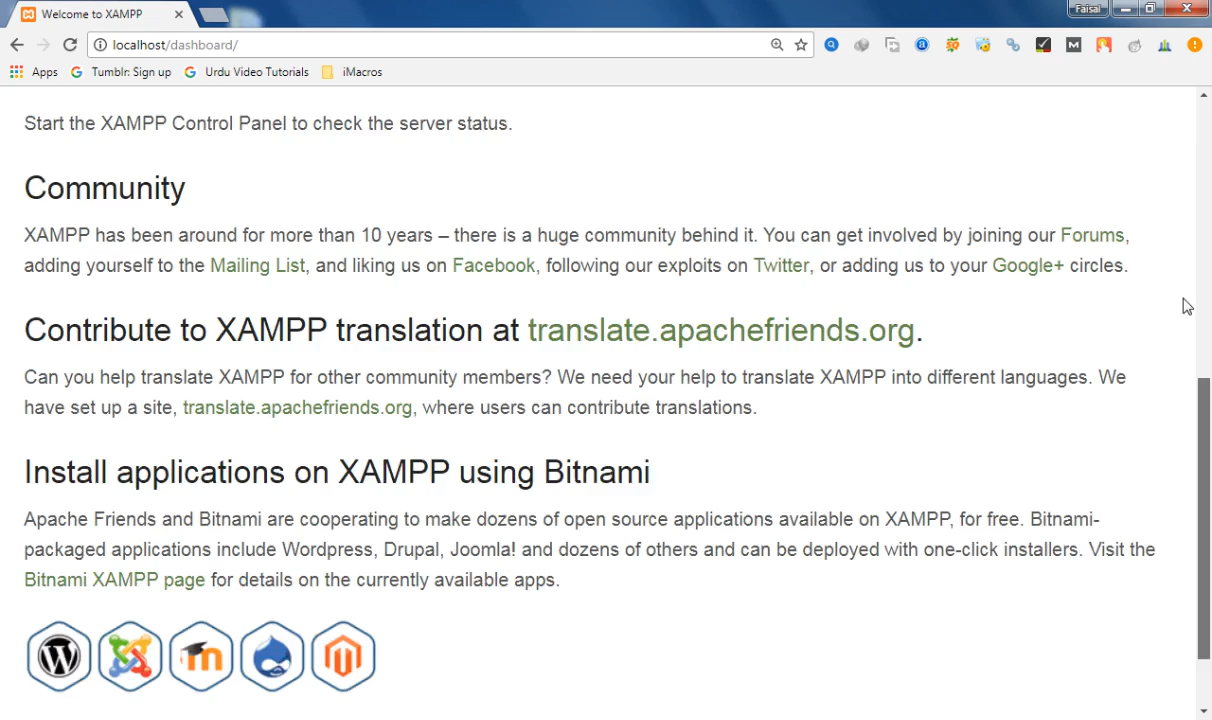 Welcome to XAMPP
Faisal
localhost/dashboard/
Apps Tumblr: Sign up Urdu Video Tutorials iMacros
Start the XAMPP Control Panel to check the server status.
Community
XAMPP has been around for more than 10 years – there is a huge community behind it. You can get involved by joining our Forums,
adding yourself to the Mailing List, and liking us on Facebook, following our exploits on Twitter, or adding us to your Google+ circles.
Contribute to XAMPP translation at translate.apachefriends.org.
Can you help translate XAMPP for other community members? We need your help to translate XAMPP into different languages. We
have set up a site, translate.apachefriends.org, where users can contribute translations.
Install applications on XAMPP using Bitnami
Apache Friends and Bitnami are cooperating to make dozens of open source applications available on XAMPP, for free. Bitnami-
packaged applications include Wordpress, Drupal, Joomla! and dozens of others and can be deployed with one-click installers. Visit the
Bitnami XAMPP page for details on the currently available apps.